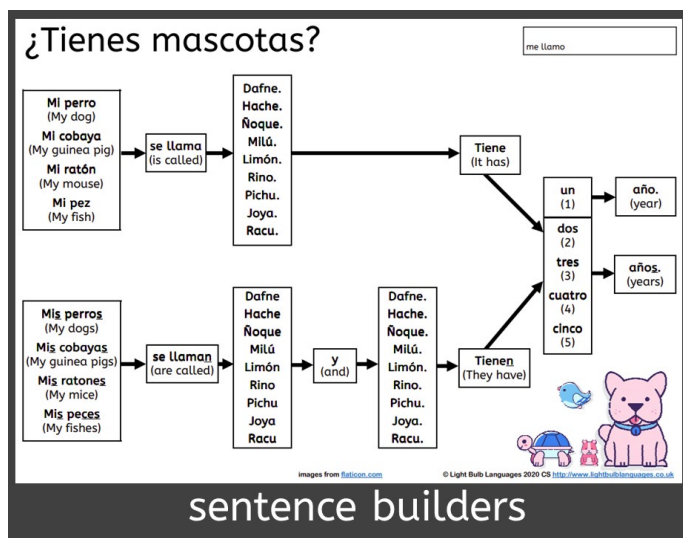 ¿Tienes mascotas?
me llamo
Mi perro
(My dog)
Mi cobaya
(My guinea pig)
Mi ratón
(My mouse)
Mi pez
(My fish)
se llama
(is called)
Dafne.
Hache.
Ñoque.
Milú.
Limón.
Rino.
Pichu.
Joya.
Racu.
Tiene
(It has)
un
(1)
dos
(2)
tres
(3)
cuatro
(4)
cinco
(5)
año.
(year)
años.
(years)
Mis perros
(My dogs)
Mis cobayas
(My guinea pigs)
Mis ratones
(My mice)
Mis peces
(My fishes)
se llaman
(are called)
Dafne
Hache
Ñoque
Milú
Limón
Rino
Pichu
Joya
Racu
y
(and)
Dafne.
Hache.
Ñoque.
Milú.
Limón.
Rino.
Pichu.
Joya.
Racu.
Tienen
(They have)
images from flaticon.com
© Light Bulb Languages 2020 CS http://www.lightbulblanguages.co.uk
sentence builders